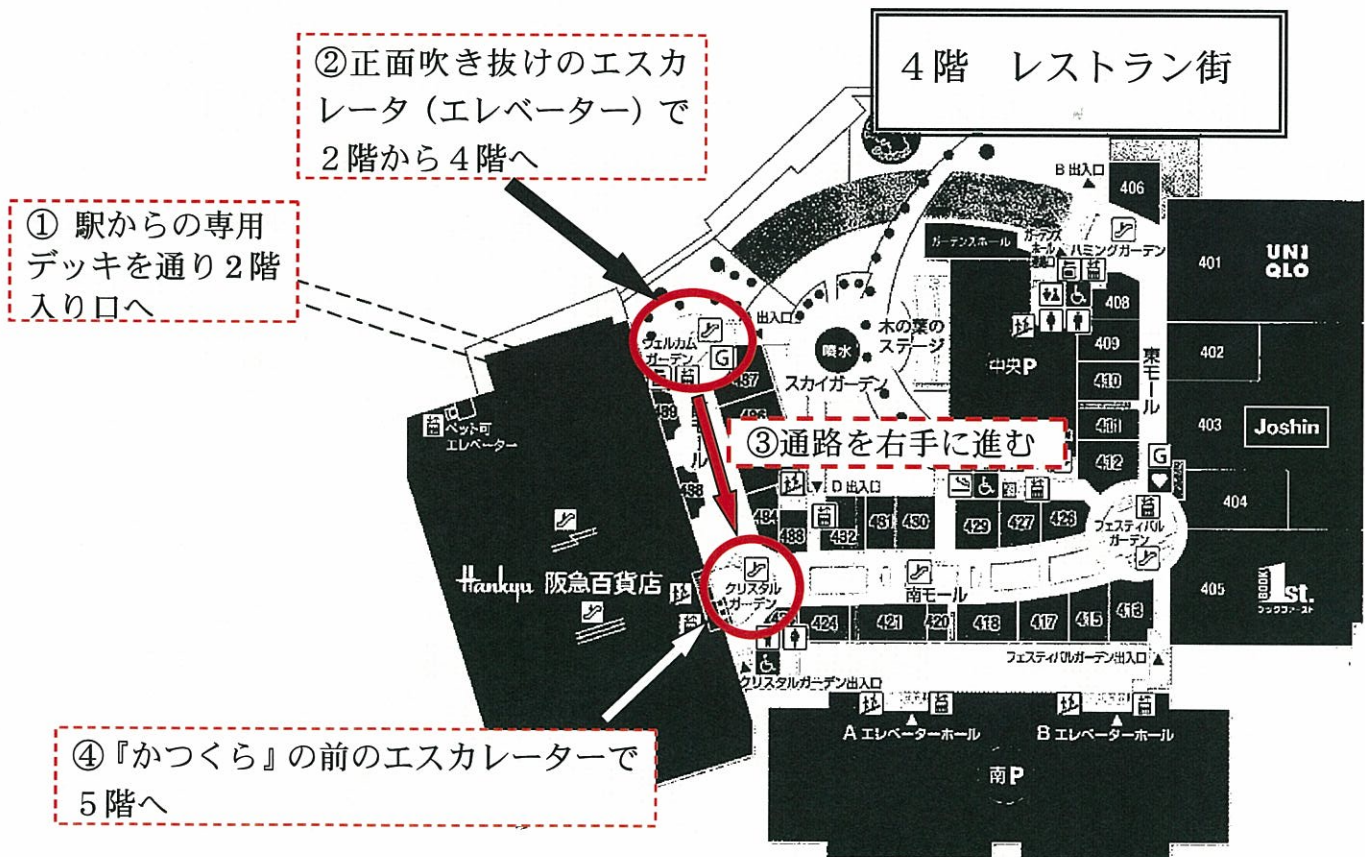 ②正面吹き抜けのエスカ
レータ（エレベーター）で
２階から４階へ
４階　レストラン街
① 駅からの専用
デッキを通り２階
入り口へ
B 出入口
406
ガーデンズホール
ハミングガーデン
401
UNI
QLO
408
出入口
ウェルカム
ガーデン
G
噴水
木の葉の
ステージ
スカイガーデン
中央P
409
410
東モール
402
ペット可
エレベーター
③通路を右手に進む
411
412
403
Joshin
G
404
D 出入口
432
431
430
429
427
426
フェスティバル
ガーデン
Hankyu 阪急百貨店
クリスタル
ガーデン
南モール
424
421
420
418
417
415
413
405
BOOK
1st.
ブックファースト
フェスティバルガーデン出入口
クリスタルガーデン出入口
A エレベーターホール
B エレベーターホール
南P
④『かつくら』の前のエスカレーターで
５階へ